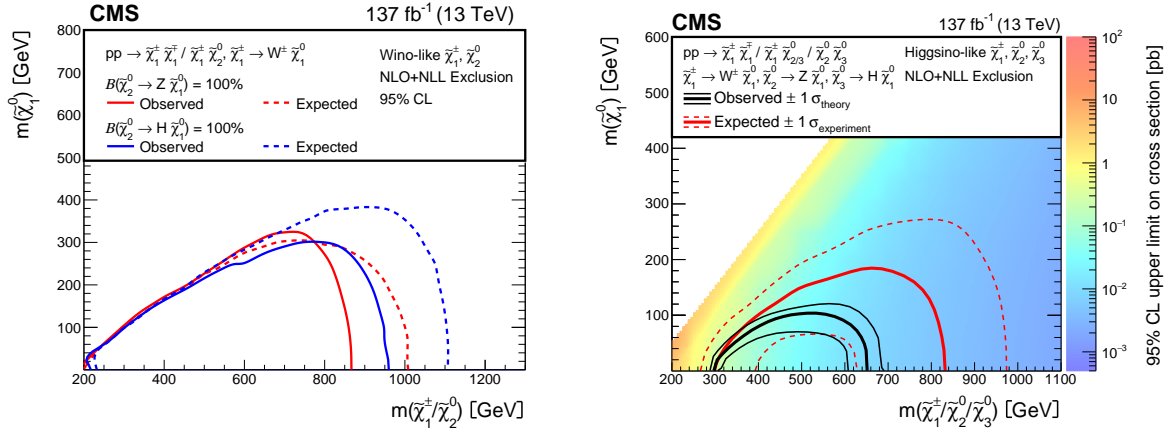 CMS 137 fb⁻¹ (13 TeV)
pp → χ̃₁± χ̃₁∓ / χ̃₁± χ̃₂⁰, χ̃₁± → W± χ̃₁⁰
Wino-like χ̃₁±, χ̃₂⁰
B(χ̃₂⁰ → Z χ̃₁⁰) = 100%
NLO+NLL Exclusion
Observed Expected
95% CL
B(χ̃₂⁰ → H χ̃₁⁰) = 100%
Observed Expected
m(χ̃₁⁰) [GeV]
800
700
600
500
400
300
200
100
200 400 600 800 1000 1200
m(χ̃₁±/χ̃₂⁰) [GeV]
CMS 137 fb⁻¹ (13 TeV)
pp → χ̃₁± χ̃₁∓ / χ̃₁± χ̃₂/₃⁰ / χ̃₂⁰ χ̃₃⁰
Higgsino-like χ̃₁±, χ̃₂⁰, χ̃₃⁰
χ̃₁± → W± χ̃₁⁰, χ̃₂⁰ → Z χ̃₁⁰, χ̃₃⁰ → H χ̃₁⁰
NLO+NLL Exclusion
Observed ± 1 σtheory
Expected ± 1 σexperiment
m(χ̃₁⁰) [GeV]
600
500
400
300
200
100
0
200 300 400 500 600 700 800 900 1000 1100
m(χ̃₁±/χ̃₂⁰/χ̃₃⁰) [GeV]
10²
10
1
10⁻¹
10⁻²
10⁻³
95% CL upper limit on cross section [pb]